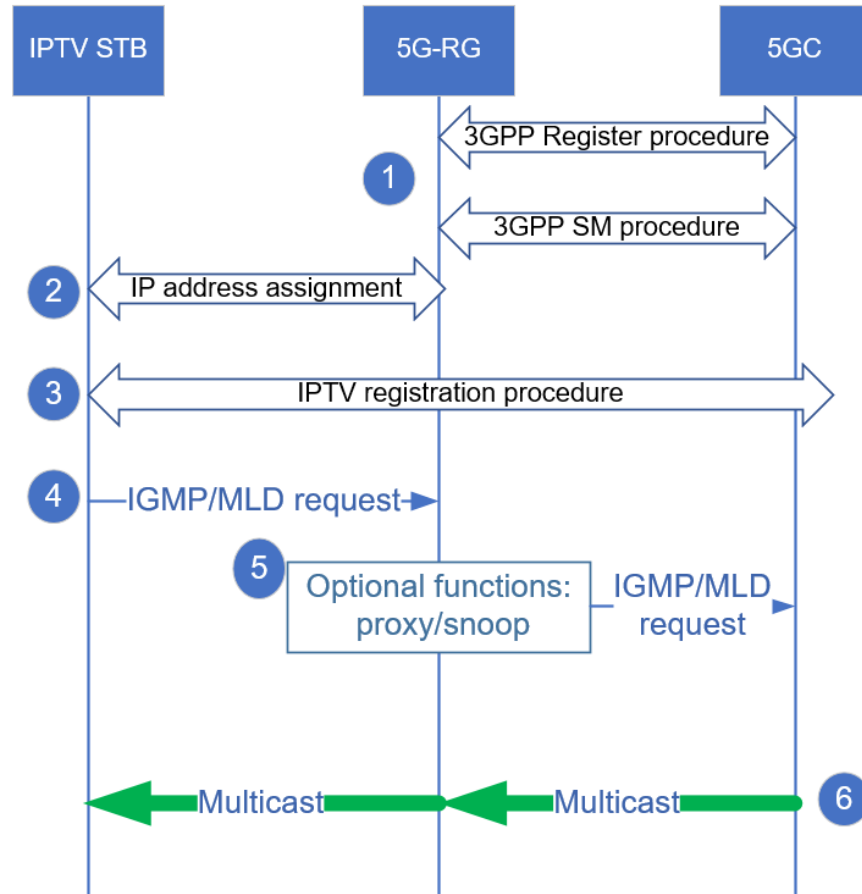 IPTV STB
5G-RG
5GC
3GPP Register procedure
1
3GPP SM procedure
2
IP address assignment
3
IPTV registration procedure
4
IGMP/MLD request
5
Optional functions:
proxy/snoop
IGMP/MLD
request
Multicast
Multicast
6